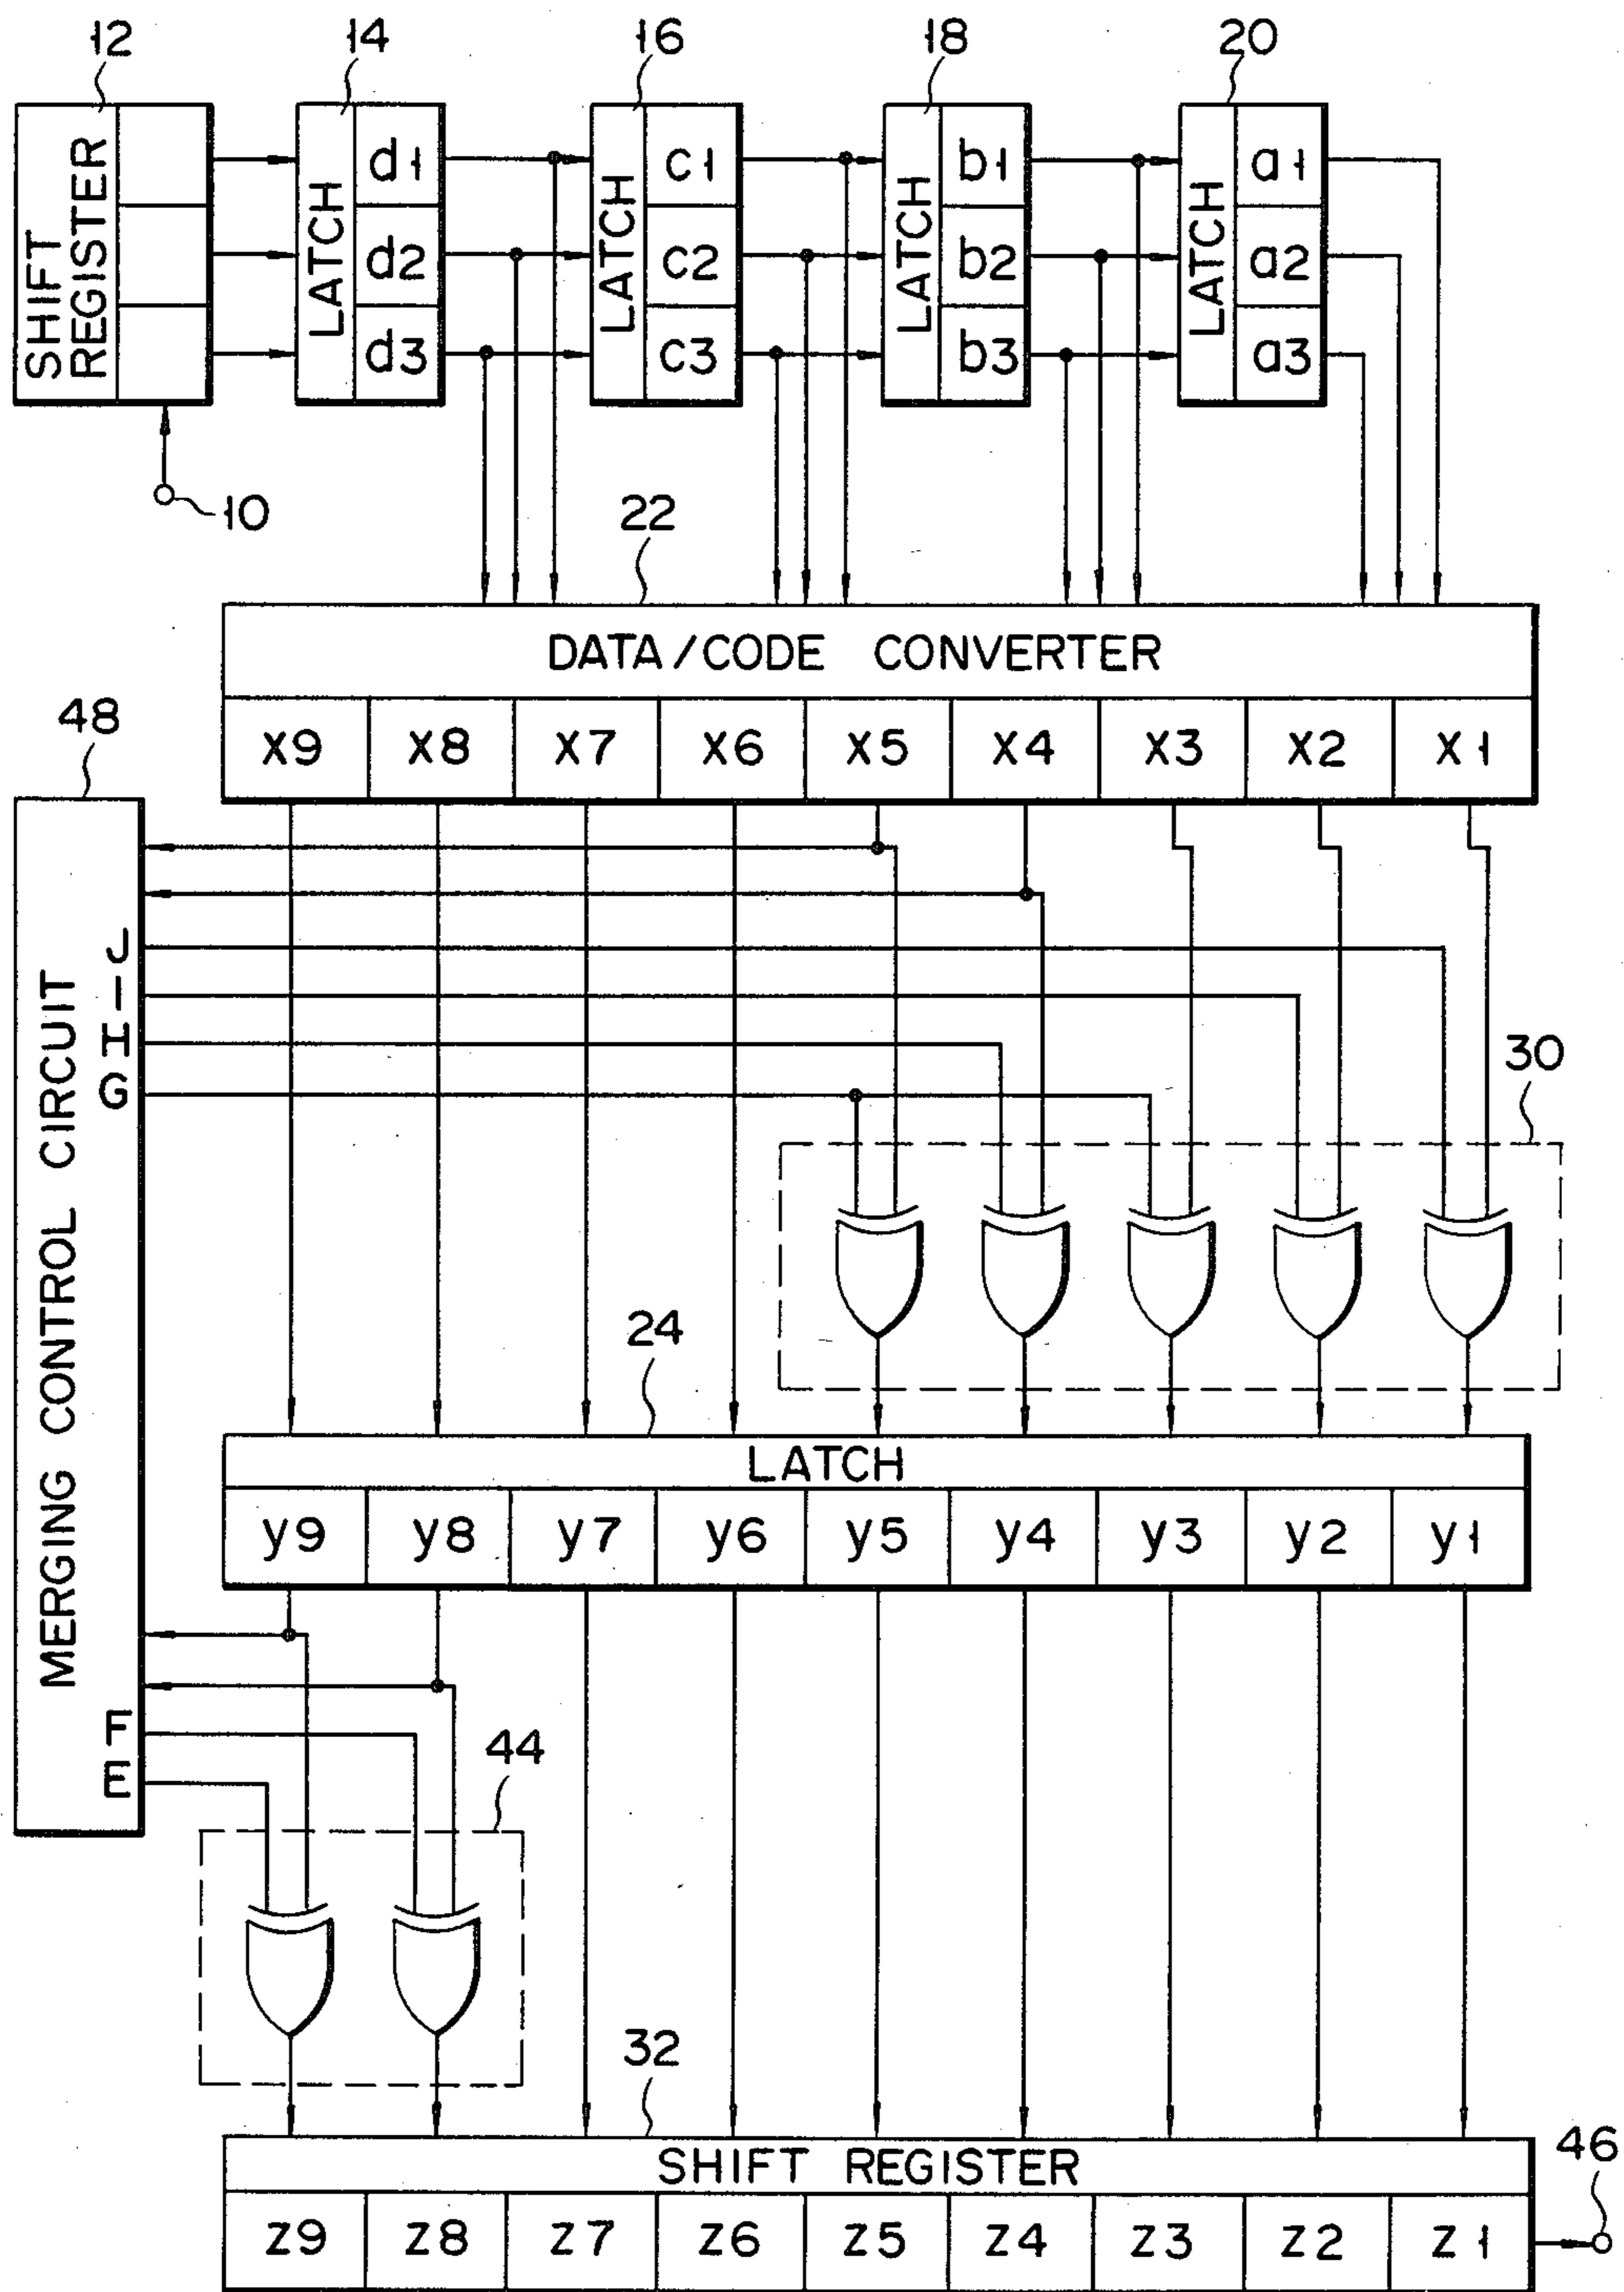 12 14 16 18 20
SHIFT REGISTER
LATCH d1 d2 d3
LATCH c1 c2 c3
LATCH b1 b2 b3
LATCH a1 a2 a3
10
22
DATA/CODE CONVERTER
x9 x8 x7 x6 x5 x4 x3 x2 x1
48
MERGING CONTROL CIRCUIT
J
I
H
G
30
24
LATCH
y9 y8 y7 y6 y5 y4 y3 y2 y1
F
E
44
32
SHIFT REGISTER
46
z9 z8 z7 z6 z5 z4 z3 z2 z1